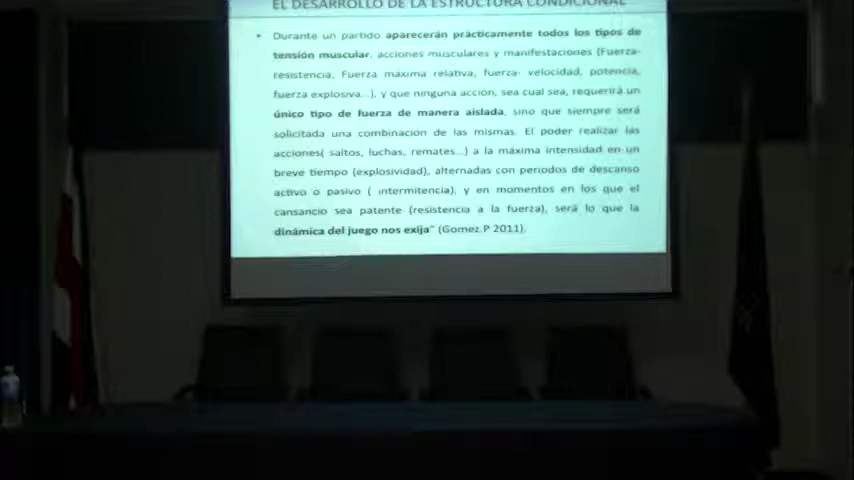 EL DESARROLLO DE LA ESTRUCTURA CONDICIONAL
• Durante un partido aparecerán prácticamente todos los tipos de
tensión muscular, acciones musculares y manifestaciones (Fuerza-
resistencia, Fuerza máxima relativa, fuerza- velocidad, potencia,
fuerza explosiva...), y que ninguna acción, sea cual sea, requerirá un
único tipo de fuerza de manera aislada, sino que siempre será
solicitada una combinación de las mismas. El poder realizar las
acciones( saltos, luchas, remates...) a la máxima intensidad en un
breve tiempo (explosividad), alternadas con periodos de descanso
activo o pasivo ( intermitencia), y en momentos en los que el
cansancio sea patente (resistencia a la fuerza), será lo que la
dinámica del juego nos exija” (Gomez.P 2011).